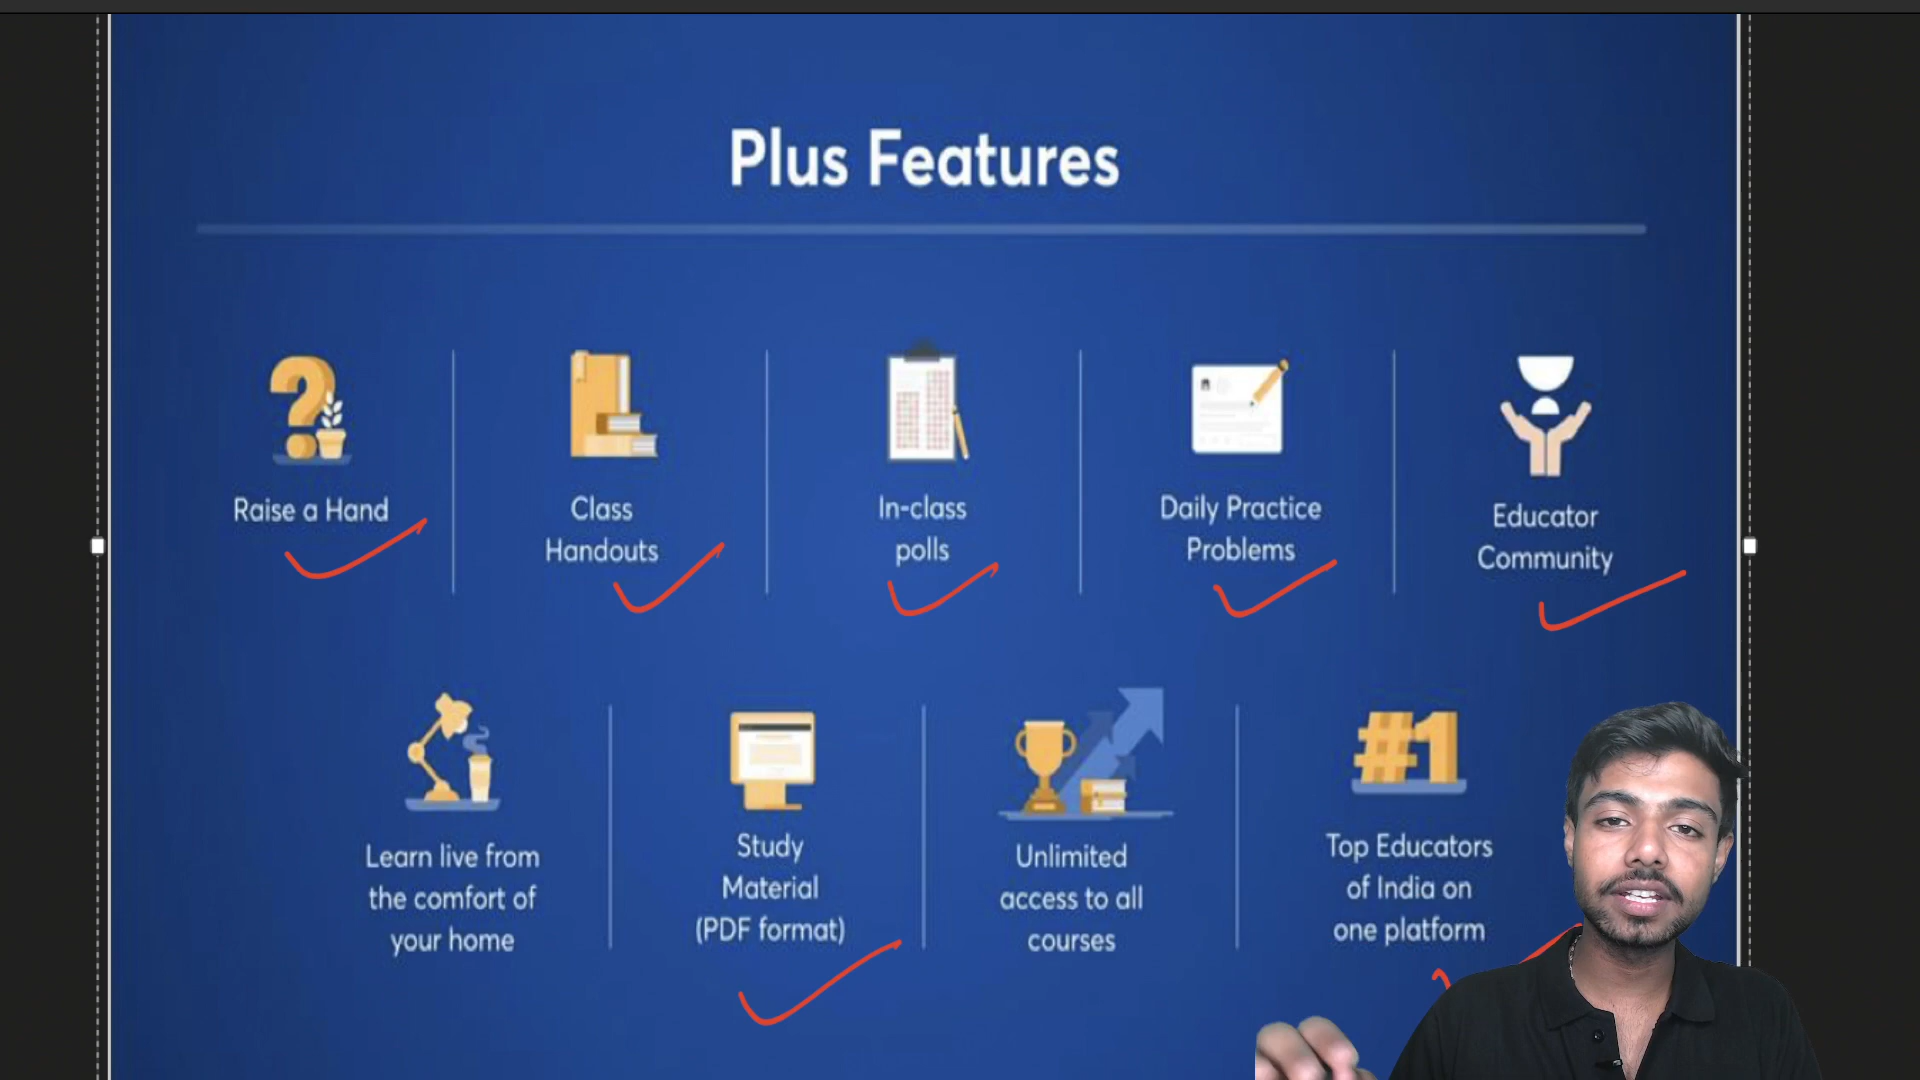 Plus Features
Raise a Hand
Class
Handouts
In-class
polls
Daily Practice
Problems
Educator
Community
Learn live from
the comfort of
your home
Study
Material
(PDF format)
Unlimited
access to all
courses
#1
Top Educators
of India on
one platform